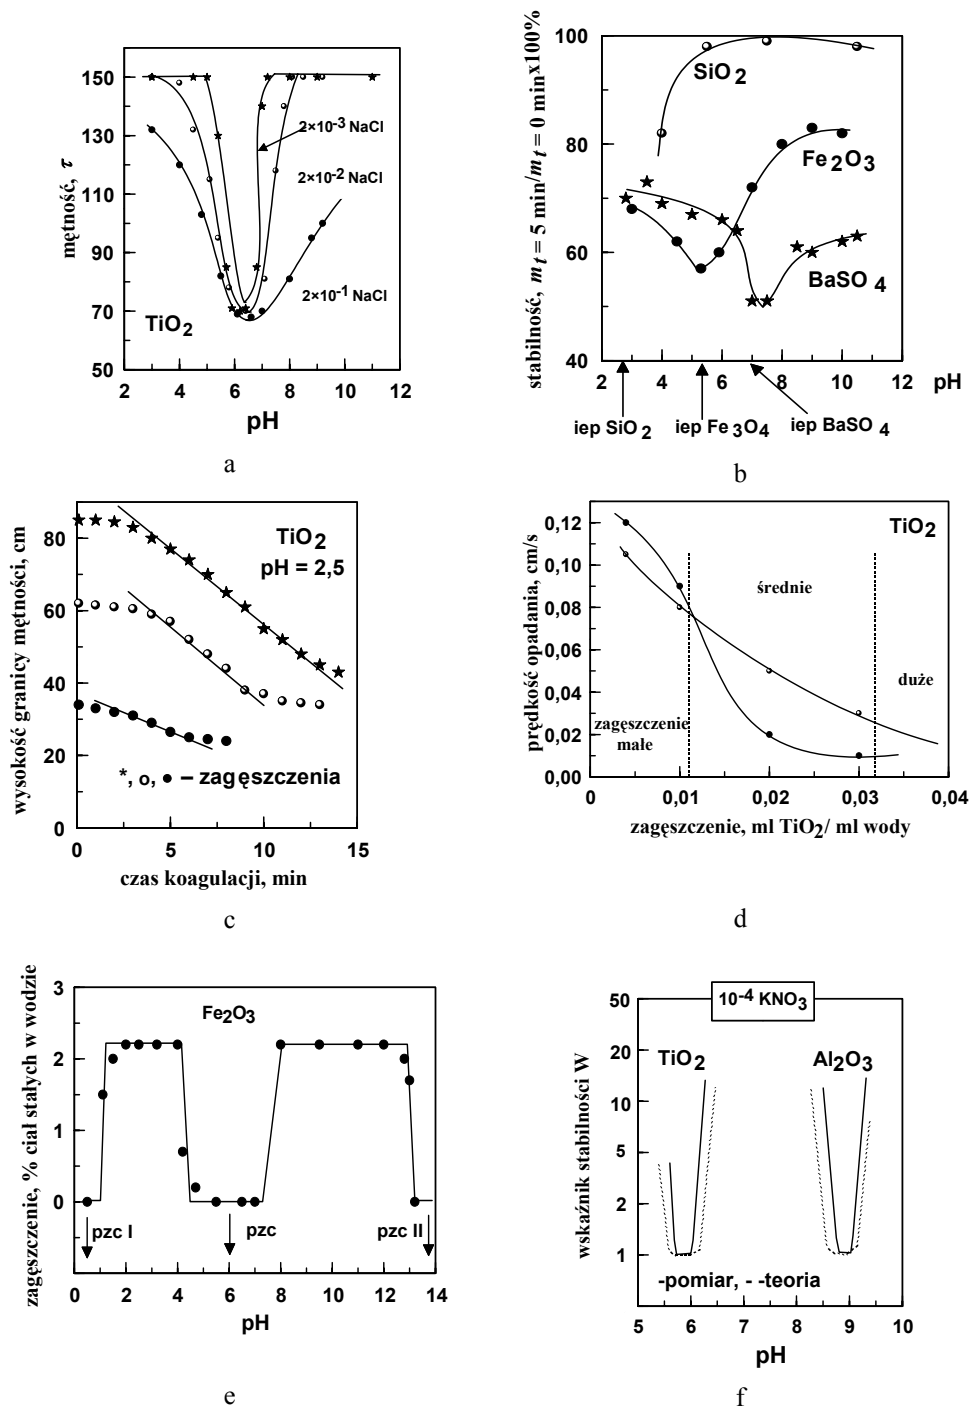 150
130
110
90
70
50
2
4
6
8
10
12
mętność, τ
2×10-3 NaCl
2×10-2 NaCl
2×10-1 NaCl
TiO2
pH
a
100
80
60
40
2
4
6
8
10
12
pH
stabilność, mt = 5 min/mt = 0 min x100%
SiO2
Fe2O3
BaSO4
iep SiO2
iep Fe3O4
iep BaSO4
b
80
60
40
20
0
0
5
10
15
wysokość granicy mętności, cm
TiO2
pH = 2,5
*, o, ● – zagęszczenia
czas koagulacji, min
c
0,12
0,10
0,08
0,06
0,04
0,02
0,00
0
0,01
0,02
0,03
0,04
prędkość opadania, cm/s
TiO2
średnie
duże
zagęszczenie
małe
zagęszczenie, ml TiO2/ ml wody
d
3
2
1
0
0
2
4
6
8
10
12
14
zagęszczenie, % ciał stałych w wodzie
Fe2O3
pzc I
pzc
pzc II
pH
e
50
20
10
5
2
1
5
6
7
8
9
10
wskaźnik stabilności W
10-4 KNO3
TiO2
Al2O3
-pomiar, - -teoria
pH
f